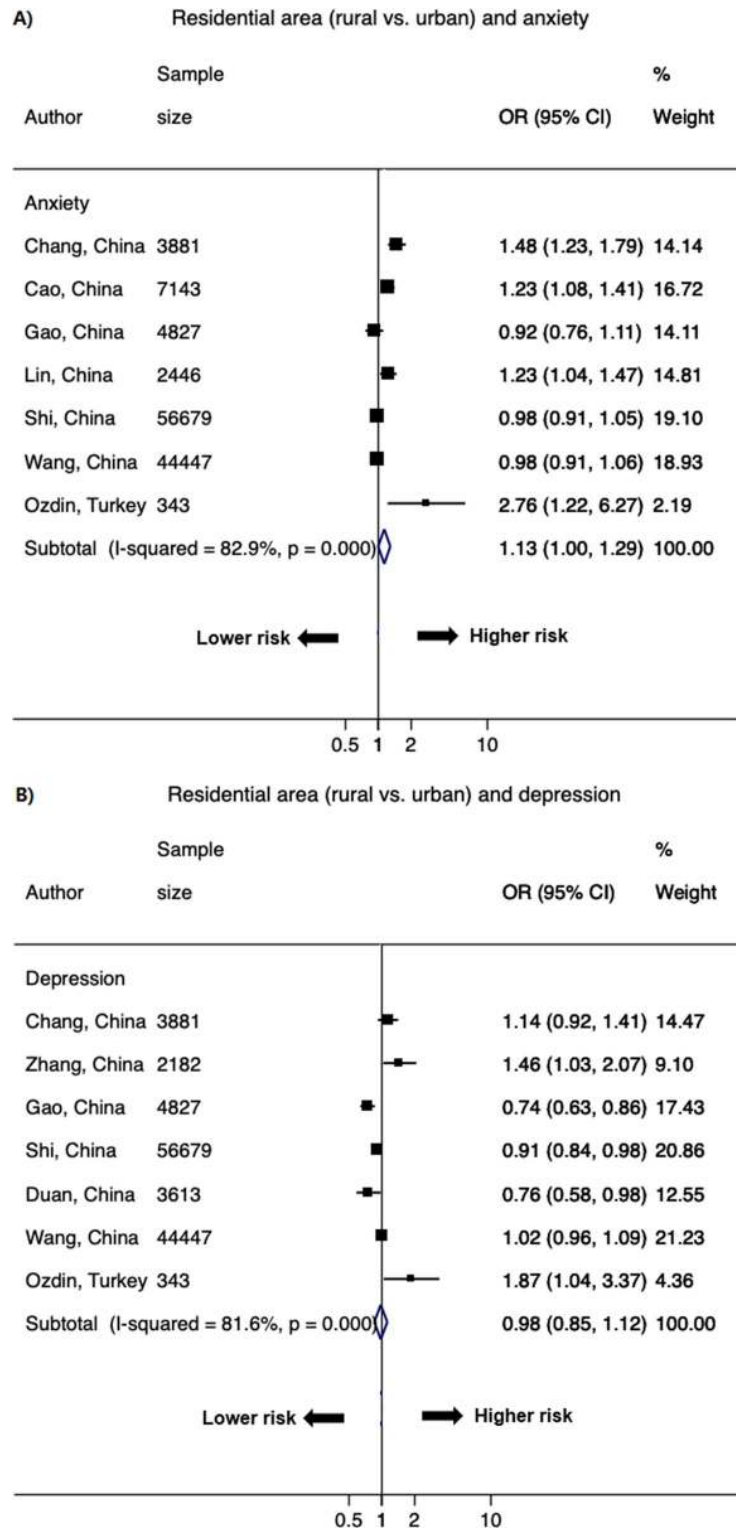 A) Residential area (rural vs. urban) and anxiety
Sample %
Author size OR (95% CI) Weight
Anxiety
Chang, China 3881 1.48 (1.23, 1.79) 14.14
Cao, China 7143 1.23 (1.08, 1.41) 16.72
Gao, China 4827 0.92 (0.76, 1.11) 14.11
Lin, China 2446 1.23 (1.04, 1.47) 14.81
Shi, China 56679 0.98 (0.91, 1.05) 19.10
Wang, China 44447 0.98 (0.91, 1.06) 18.93
Ozdin, Turkey 343 2.76 (1.22, 6.27) 2.19
Subtotal (I-squared = 82.9%, p = 0.000) 1.13 (1.00, 1.29) 100.00
Lower risk Higher risk
0.5 1 2 10
B) Residential area (rural vs. urban) and depression
Sample %
Author size OR (95% CI) Weight
Depression
Chang, China 3881 1.14 (0.92, 1.41) 14.47
Zhang, China 2182 1.46 (1.03, 2.07) 9.10
Gao, China 4827 0.74 (0.63, 0.86) 17.43
Shi, China 56679 0.91 (0.84, 0.98) 20.86
Duan, China 3613 0.76 (0.58, 0.98) 12.55
Wang, China 44447 1.02 (0.96, 1.09) 21.23
Ozdin, Turkey 343 1.87 (1.04, 3.37) 4.36
Subtotal (I-squared = 81.6%, p = 0.000) 0.98 (0.85, 1.12) 100.00
Lower risk Higher risk
0.5 1 2 10